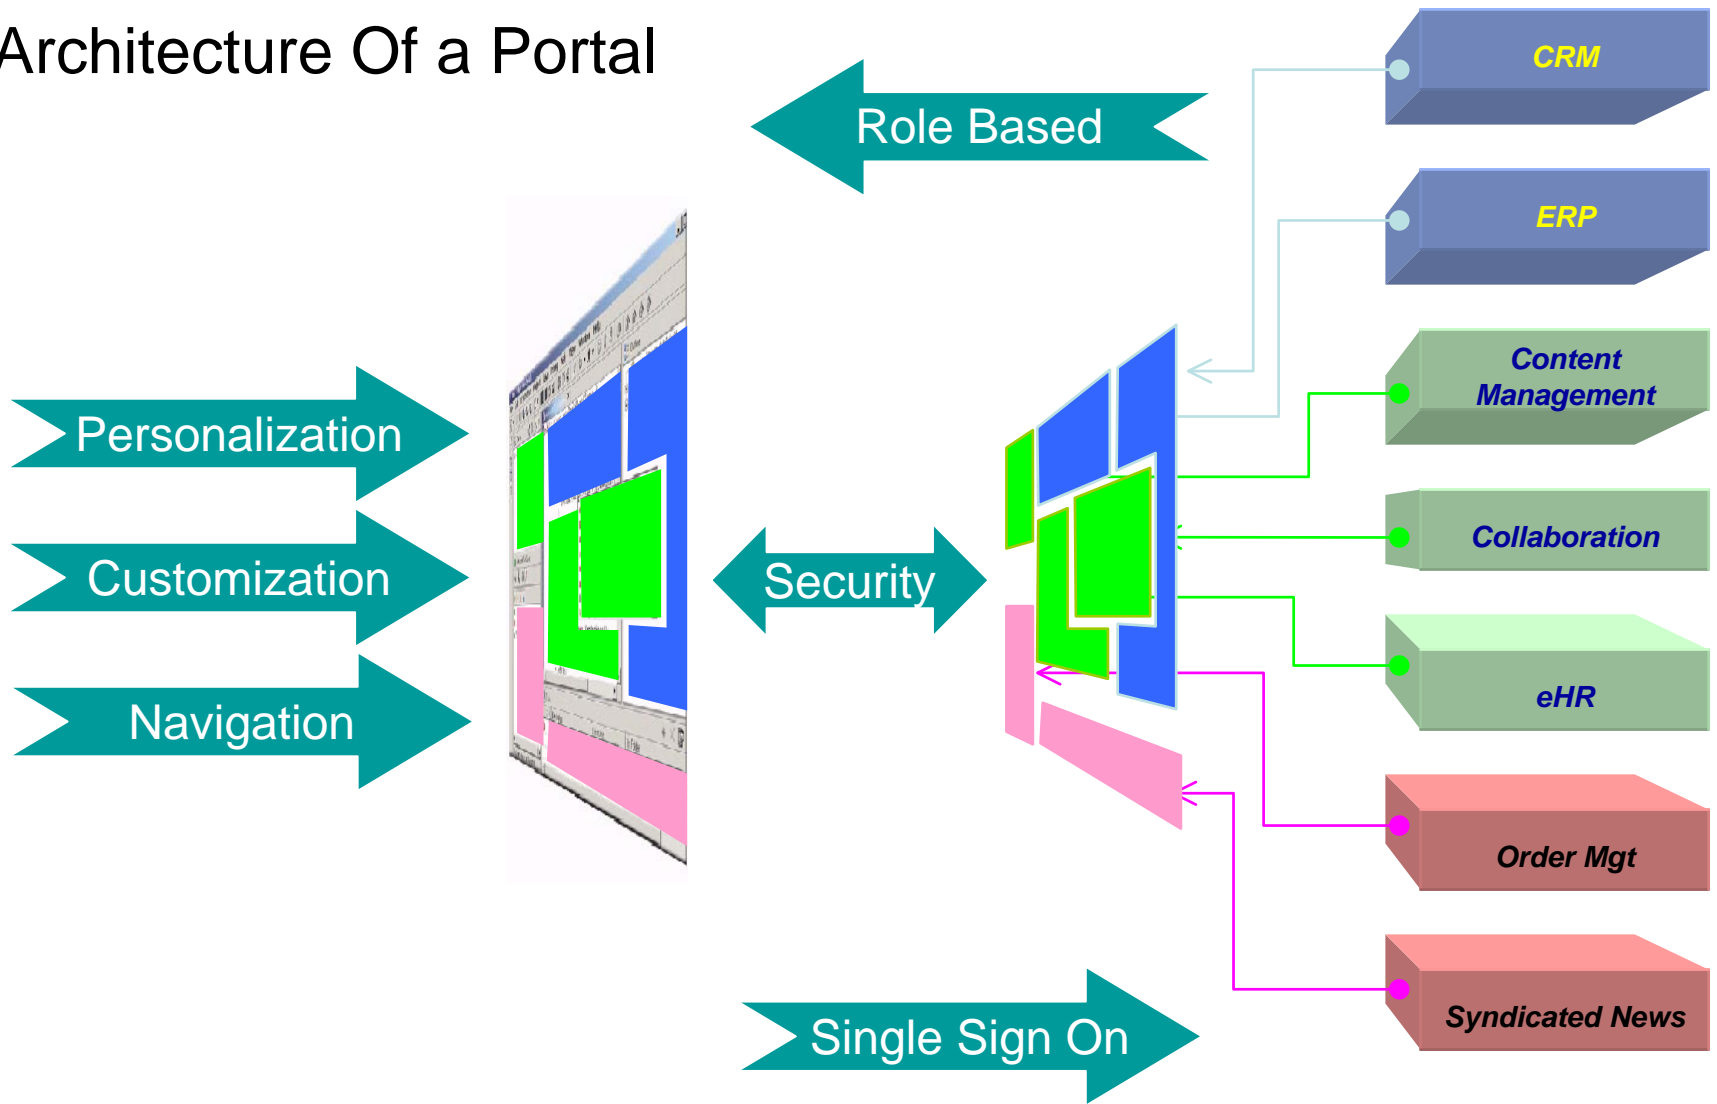 Architecture Of a Portal
Role Based
Personalization
Customization
Navigation
Security
Single Sign On
CRM
ERP
Content
Management
Collaboration
eHR
Order Mgt
Syndicated News